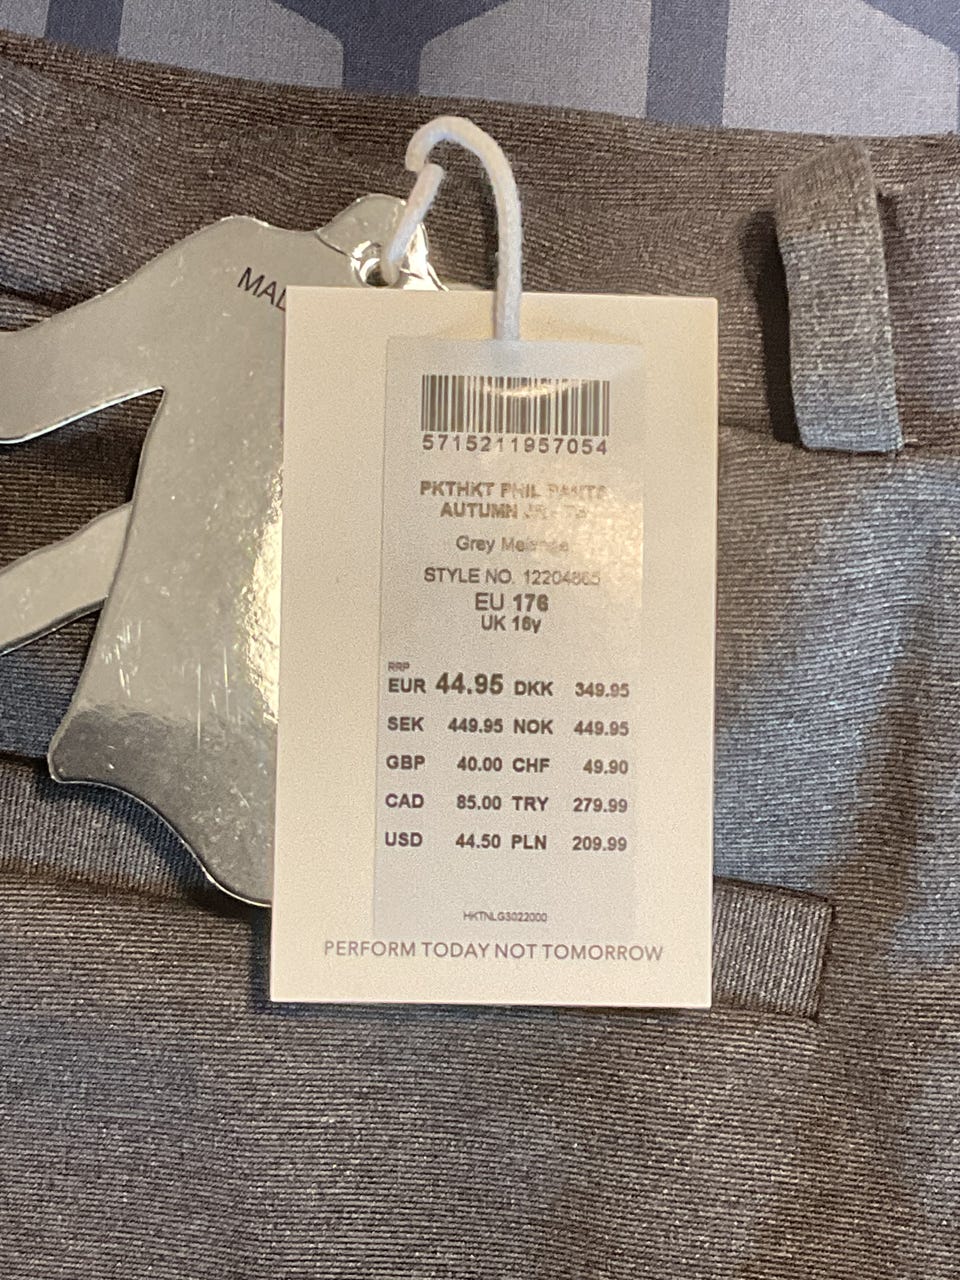 MAD
5715211957054
PKTHKT PHIL PANTS
AUTUMN
Grey Melange
STYLE NO. 12204865
EU 176
UK 16y
RRP
EUR 44.95 DKK 349.95
SEK 449.95 NOK 449.95
GBP 40.00 CHF 49.90
CAD 85.00 TRY 279.99
USD 44.50 PLN 209.99
HKTNLG3022000
PERFORM TODAY NOT TOMORROW